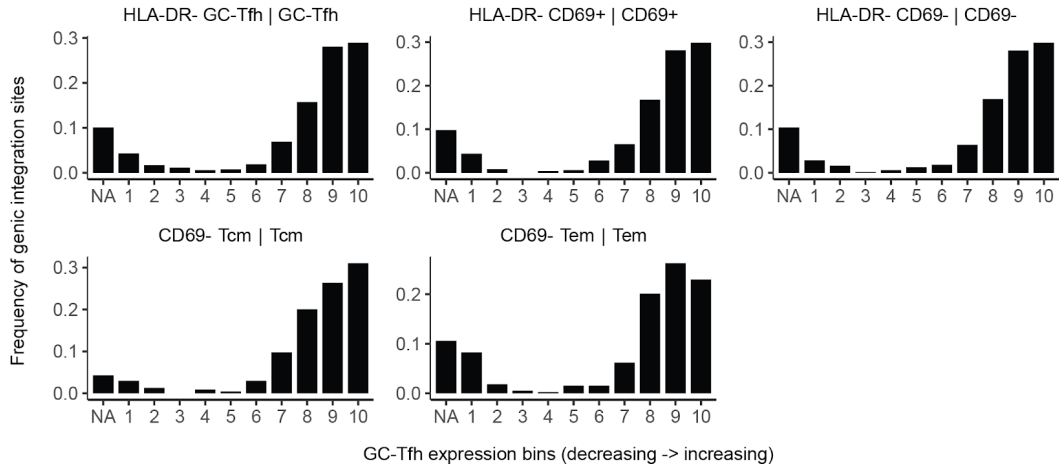 HLA-DR- GC-Tfh | GC-Tfh
HLA-DR- CD69+ | CD69+
HLA-DR- CD69- | CD69-
Frequency of genic integration sites
0.3
0.2
0.1
0.0
NA 1 2 3 4 5 6 7 8 9 10
0.3
0.2
0.1
0.0
NA 1 2 3 4 5 6 7 8 9 10
0.3
0.2
0.1
0.0
NA 1 2 3 4 5 6 7 8 9 10
CD69- Tcm | Tcm
CD69- Tem | Tem
0.3
0.2
0.1
0.0
NA 1 2 3 4 5 6 7 8 9 10
0.2
0.1
0.0
NA 1 2 3 4 5 6 7 8 9 10
GC-Tfh expression bins (decreasing -> increasing)